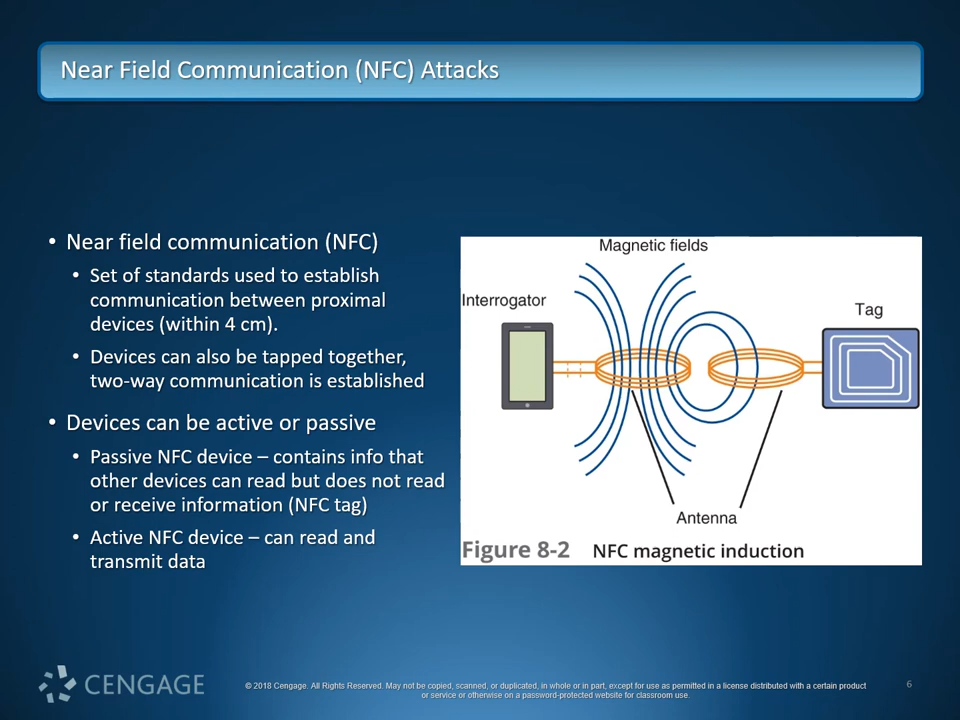 Near Field Communication (NFC) Attacks
• Near field communication (NFC)
• Set of standards used to establish
communication between proximal
devices (within 4 cm).
• Devices can also be tapped together,
two-way communication is established
• Devices can be active or passive
• Passive NFC device – contains info that
other devices can read but does not read
or receive information (NFC tag)
• Active NFC device – can read and
transmit data
Magnetic fields
Interrogator
Tag
Antenna
Figure 8-2 NFC magnetic induction
CENGAGE
© 2018 Cengage. All Rights Reserved. May not be copied, scanned, or duplicated, in whole or in part, except for use as permitted in a license distributed with a certain product
or service or otherwise on a password-protected website for classroom use.
6